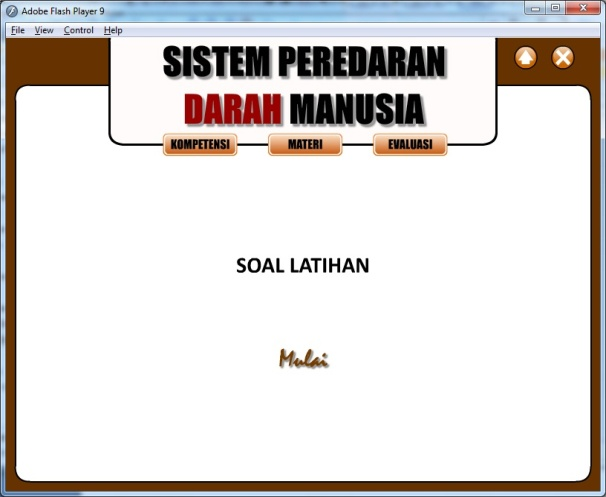 Adobe Flash Player 9
File View Control Help
SISTEM PEREDARAN
DARAH MANUSIA
KOMPETENSI MATERI EVALUASI
SOAL LATIHAN
Mulai